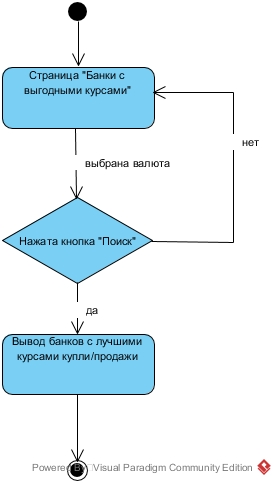 Страница "Банки с
выгодными курсами"
нет
выбрана валюта
Нажата кнопка "Поиск"
да
Вывод банков с лучшими
курсами купли/продажи
Powered By Visual Paradigm Community Edition